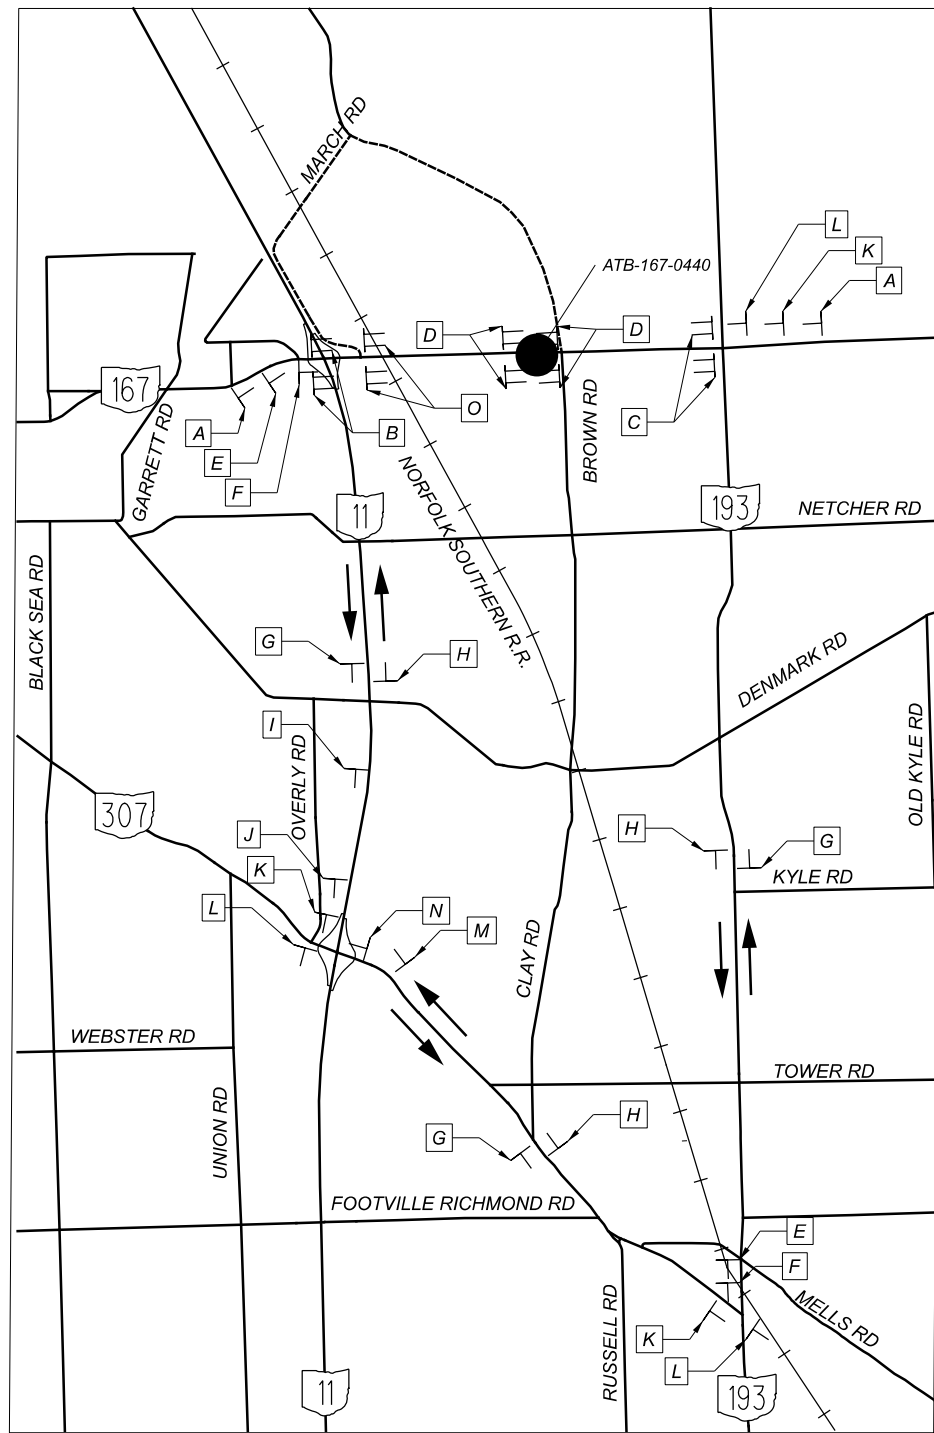 MARCH RD
L
K
A
ATB-167-0440
D
D
167
GARRETT RD
A
E
F
B
O
C
BROWN RD
NORFOLK SOUTHERN R.R.
11
193
NETCHER RD
BLACK SEA RD
G
H
DENMARK RD
I
OVERLY RD
OLD KYLE RD
307
J
K
L
N
M
H
G
KYLE RD
CLAY RD
WEBSTER RD
TOWER RD
UNION RD
G
H
FOOTVILLE RICHMOND RD
E
F
MELLS RD
RUSSELL RD
K
L
11
193